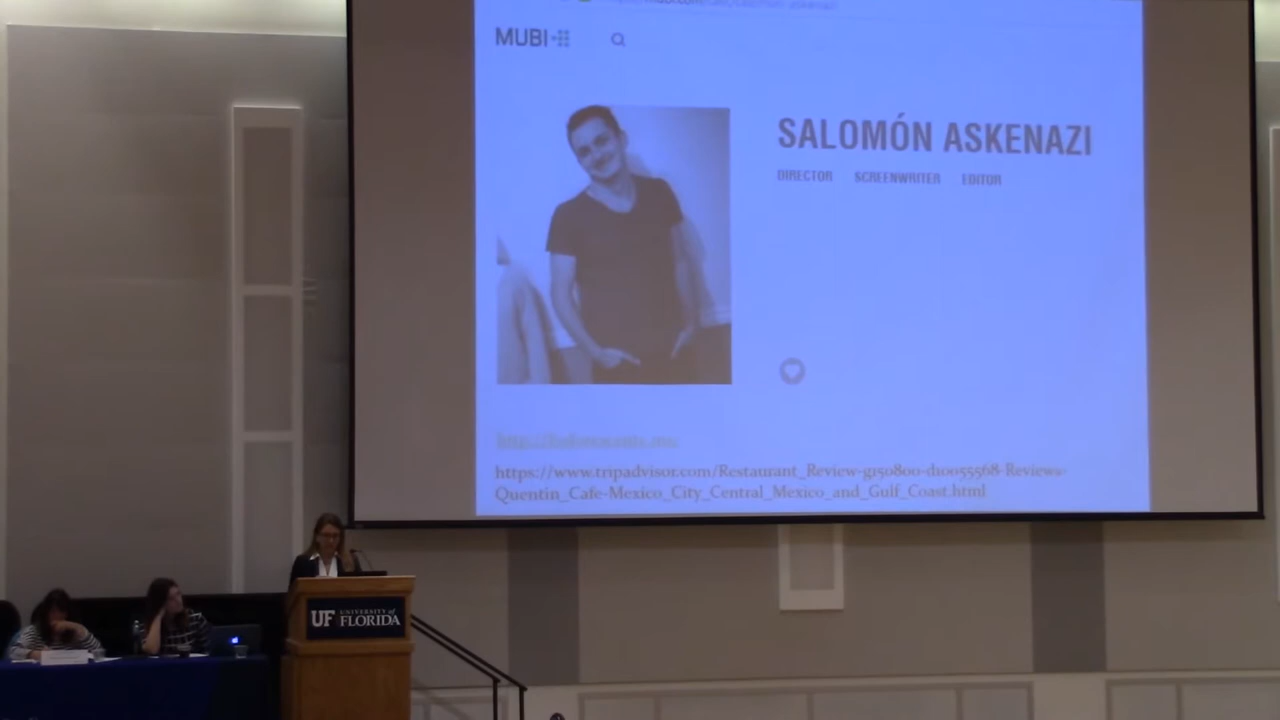 MUBI
SALOMÓN ASKENAZI
DIRECTOR SCREENWRITER EDITOR
https://www.tripadvisor.com/Restaurant_Review-g150800-d10055568-Reviews-
Quentin_Cafe-Mexico_City_Central_Mexico_and_Gulf_Coast.html
UF UNIVERSITY of
FLORIDA